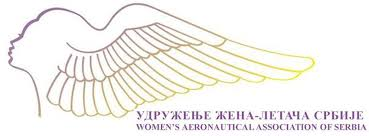 УДРУЖЕЊЕ ЖЕНА-ЛЕТАЧА СРБИЈЕ
WOMEN'S AERONAUTICAL ASSOCIATION OF SERBIA